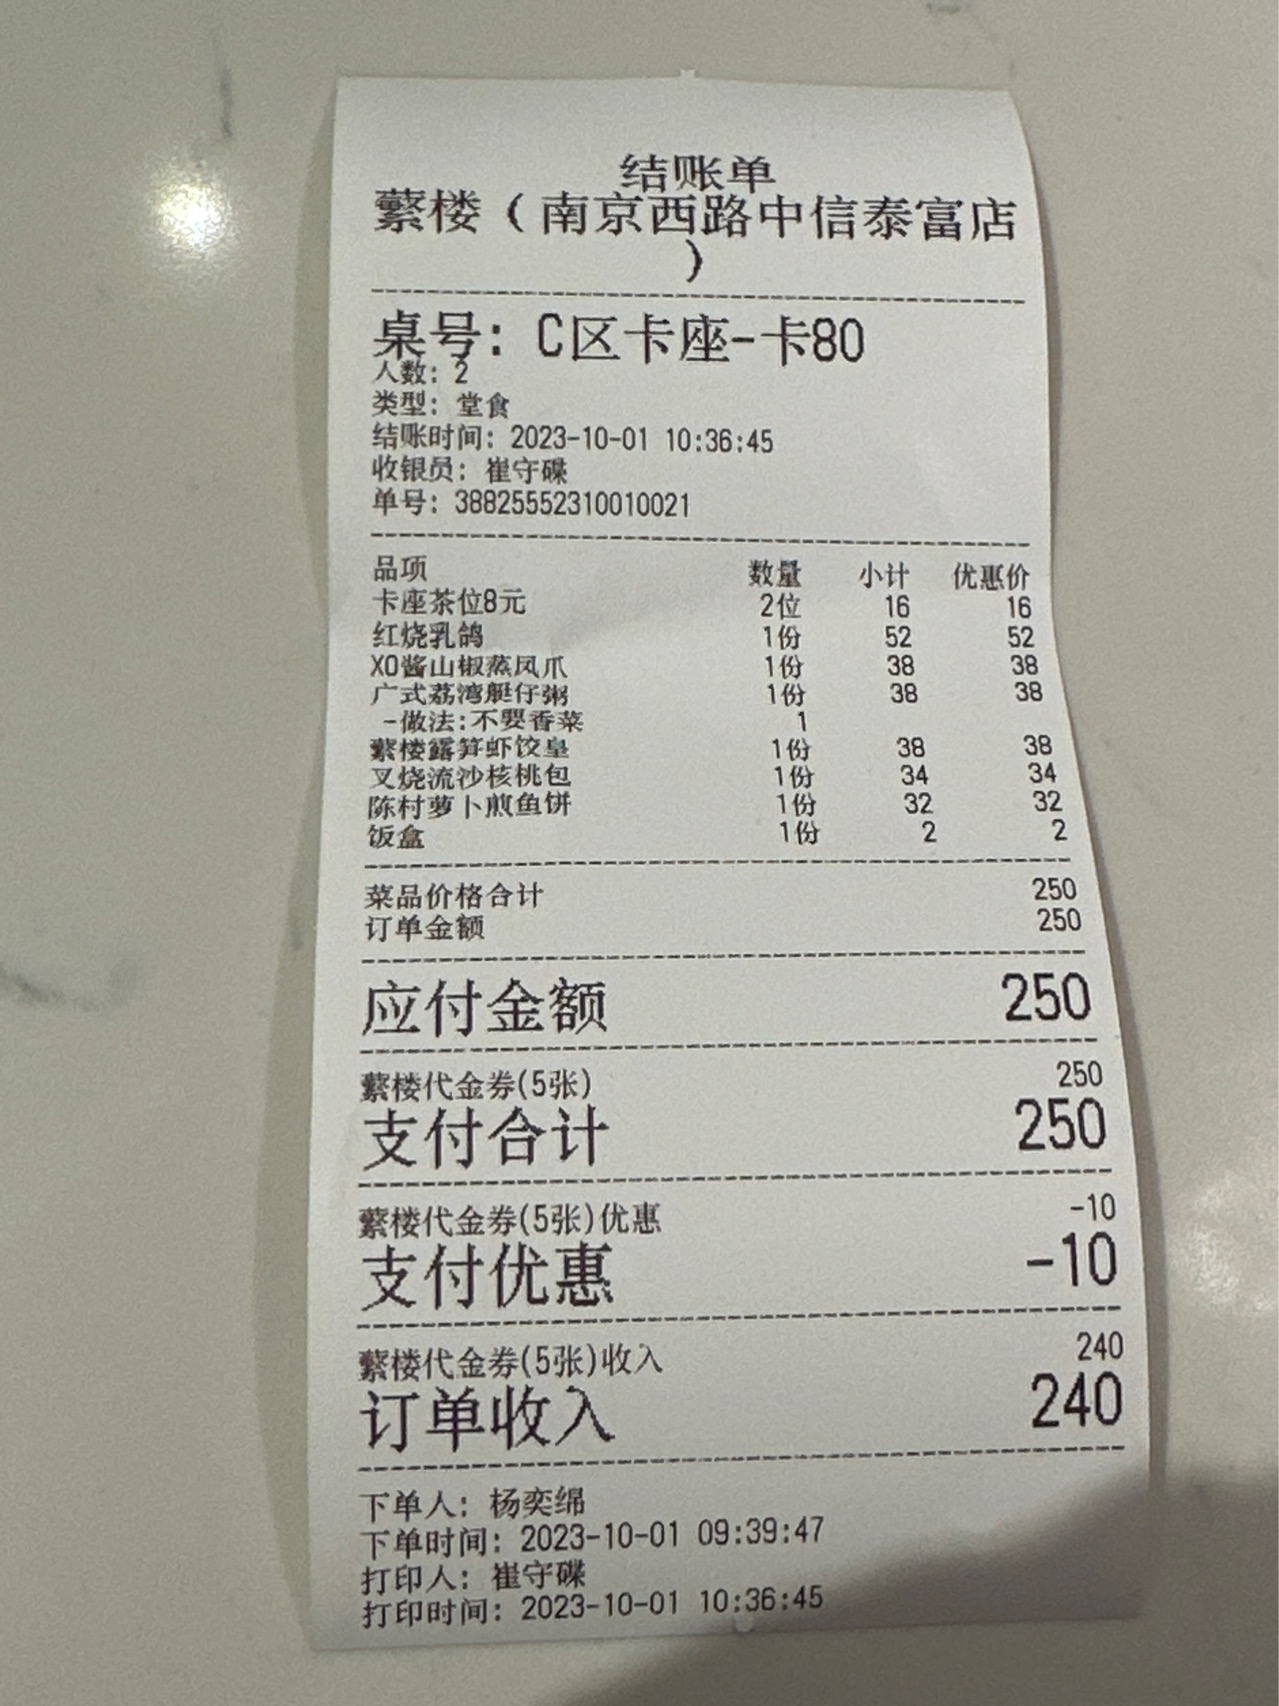 结账单
蘩楼（南京西路中信泰富店
）
桌号：C区卡座-卡80
人数：2
类型：堂食
结账时间：2023-10-01 10:36:45
收银员：崔守碟
单号：38825552310010021
品项 数量 小计 优惠价
卡座茶位8元 2位 16 16
红烧乳鸽 1份 52 52
XO酱山椒蒸凤爪 1份 38 38
广式荔湾艇仔粥 1份 38 38
-做法:不要香菜 1
蘩楼露笋虾饺皇 1份 38 38
叉烧流沙核桃包 1份 34 34
陈村萝卜煎鱼饼 1份 32 32
饭盒 1份 2 2
菜品价格合计 250
订单金额 250
应付金额 250
蘩楼代金券(5张) 250
支付合计 250
蘩楼代金券(5张)优惠 -10
支付优惠 -10
蘩楼代金券(5张)收入 240
订单收入 240
下单人：杨奕绵
下单时间：2023-10-01 09:39:47
打印人：崔守碟
打印时间：2023-10-01 10:36:45